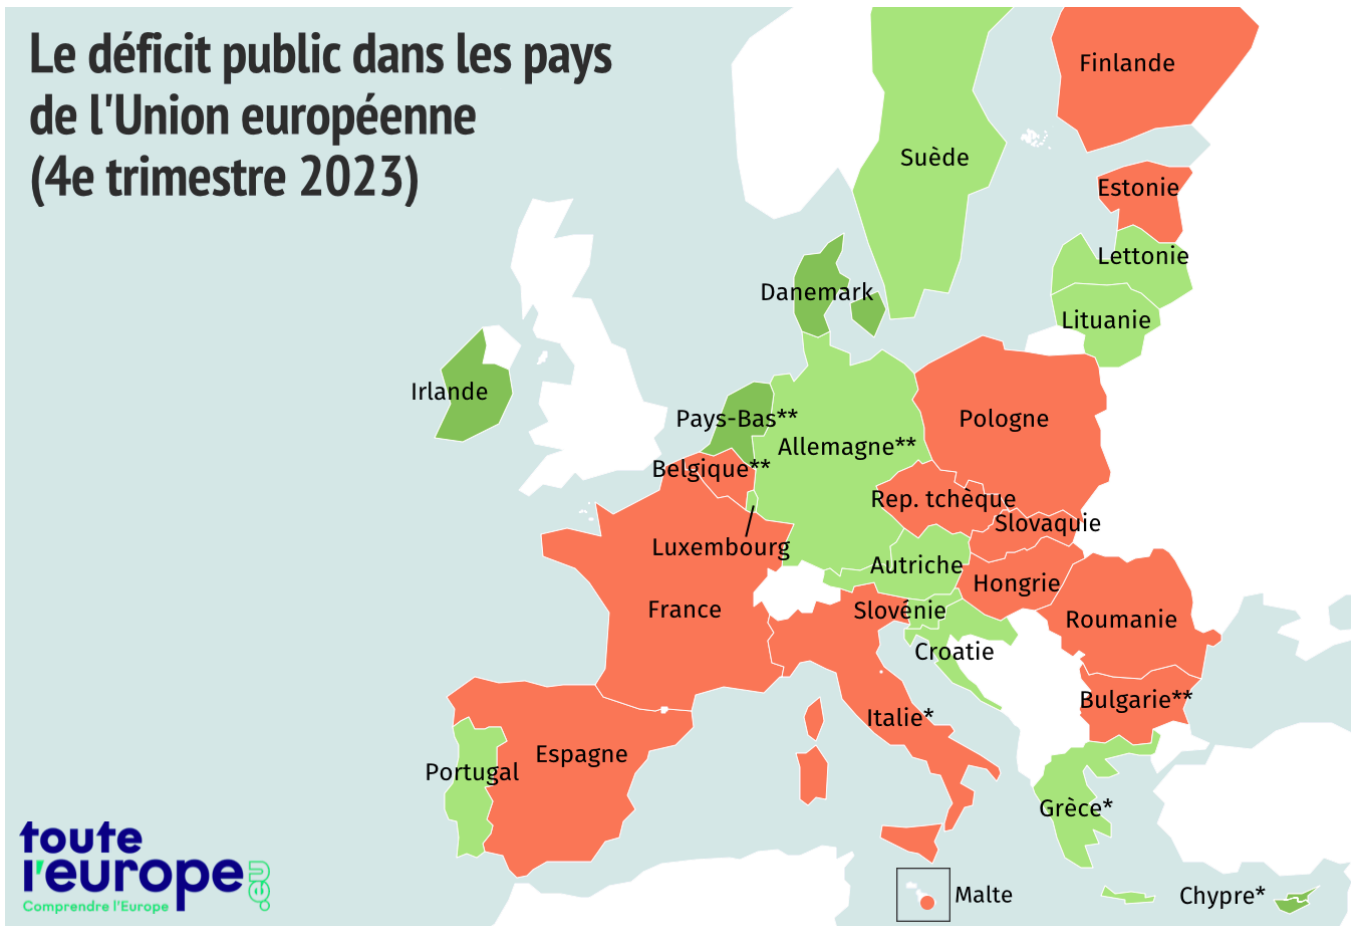 Le déficit public dans les pays
de l'Union européenne
(4e trimestre 2023)
Finlande
Suède
Estonie
Lettonie
Danemark
Lituanie
Irlande
Pays-Bas**
Pologne
Allemagne**
Belgique**
Rep. tchèque
Slovaquie
Luxembourg
Autriche
Hongrie
France
Slovénie
Roumanie
Croatie
Bulgarie**
Italie*
Espagne
Portugal
Grèce*
Malte
Chypre*
toute
l'europe
.eu
Comprendre l'Europe